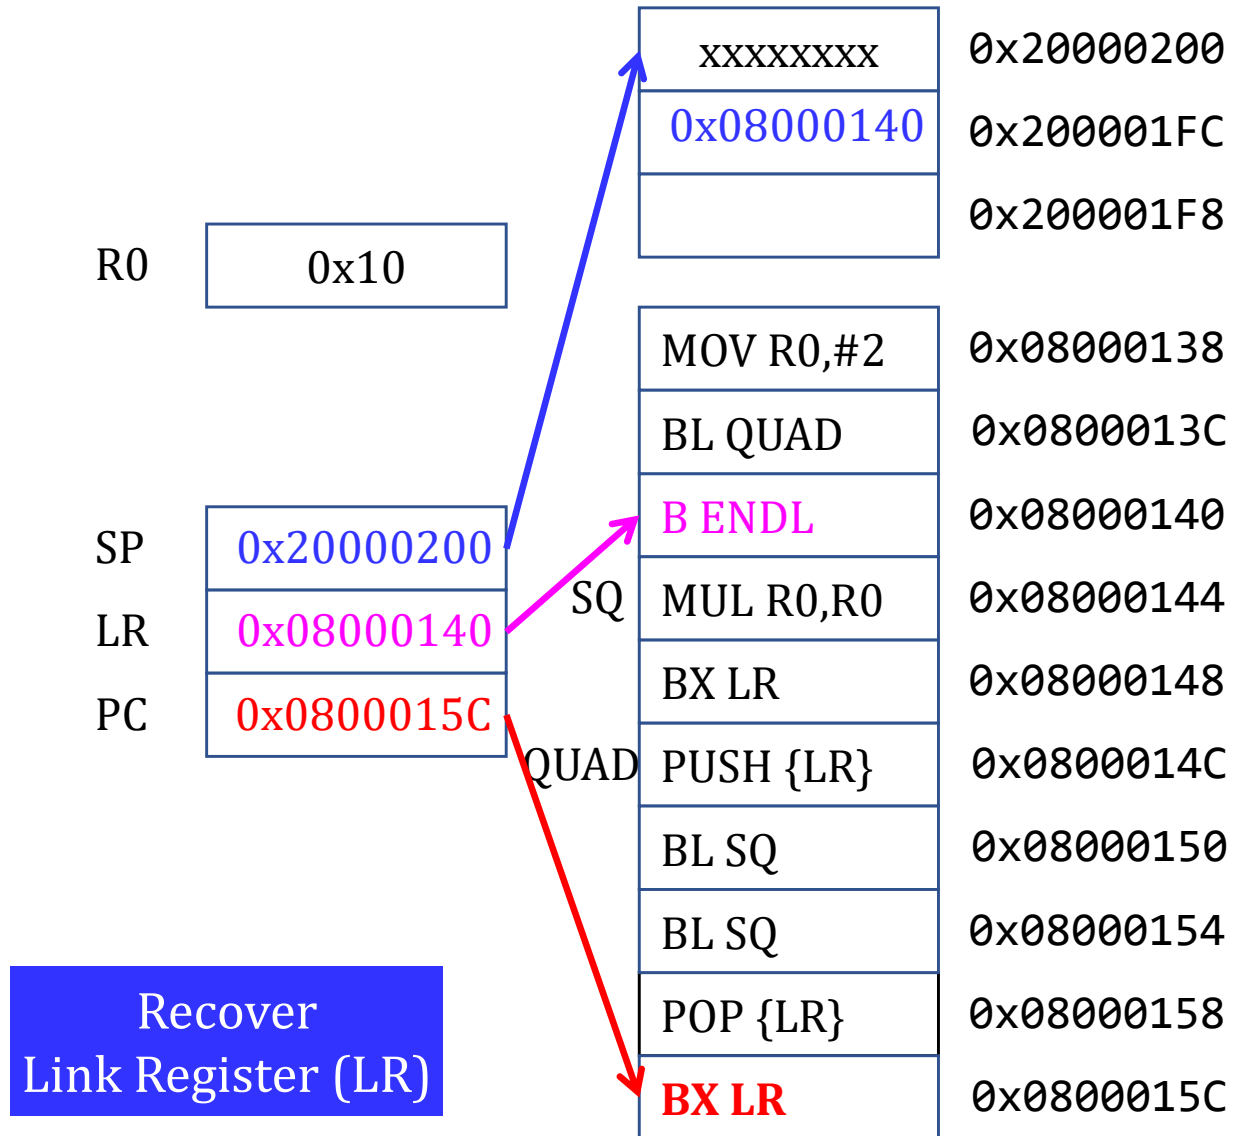 xxxxxxxx 0x20000200
0x08000140 0x200001FC
0x200001F8
R0 0x10
MOV R0,#2 0x08000138
BL QUAD 0x0800013C
B ENDL 0x08000140
SP 0x20000200
SQ MUL R0,R0 0x08000144
LR 0x08000140
BX LR 0x08000148
PC 0x0800015C
QUAD PUSH {LR} 0x0800014C
BL SQ 0x08000150
BL SQ 0x08000154
POP {LR} 0x08000158
BX LR 0x0800015C
Recover
Link Register (LR)